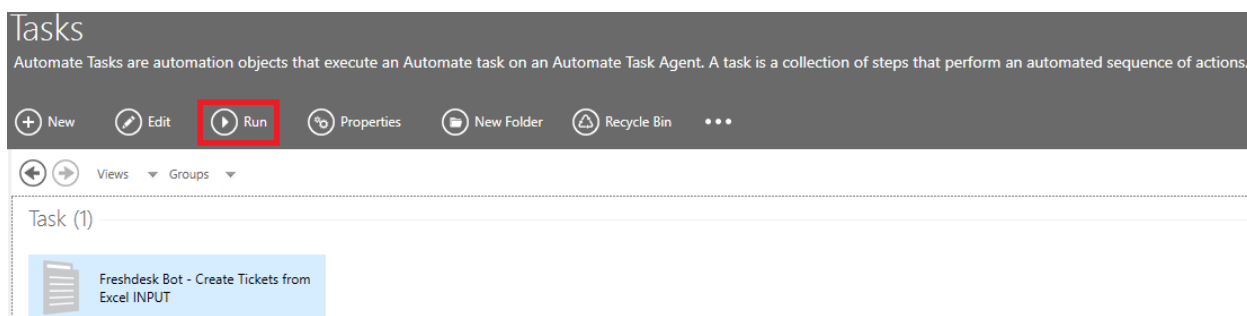 Tasks
Automate Tasks are automation objects that execute an Automate task on an Automate Task Agent. A task is a collection of steps that perform an automated sequence of actions.
New Edit Run Properties New Folder Recycle Bin
Views Groups
Task (1)
Freshdesk Bot - Create Tickets from
Excel INPUT